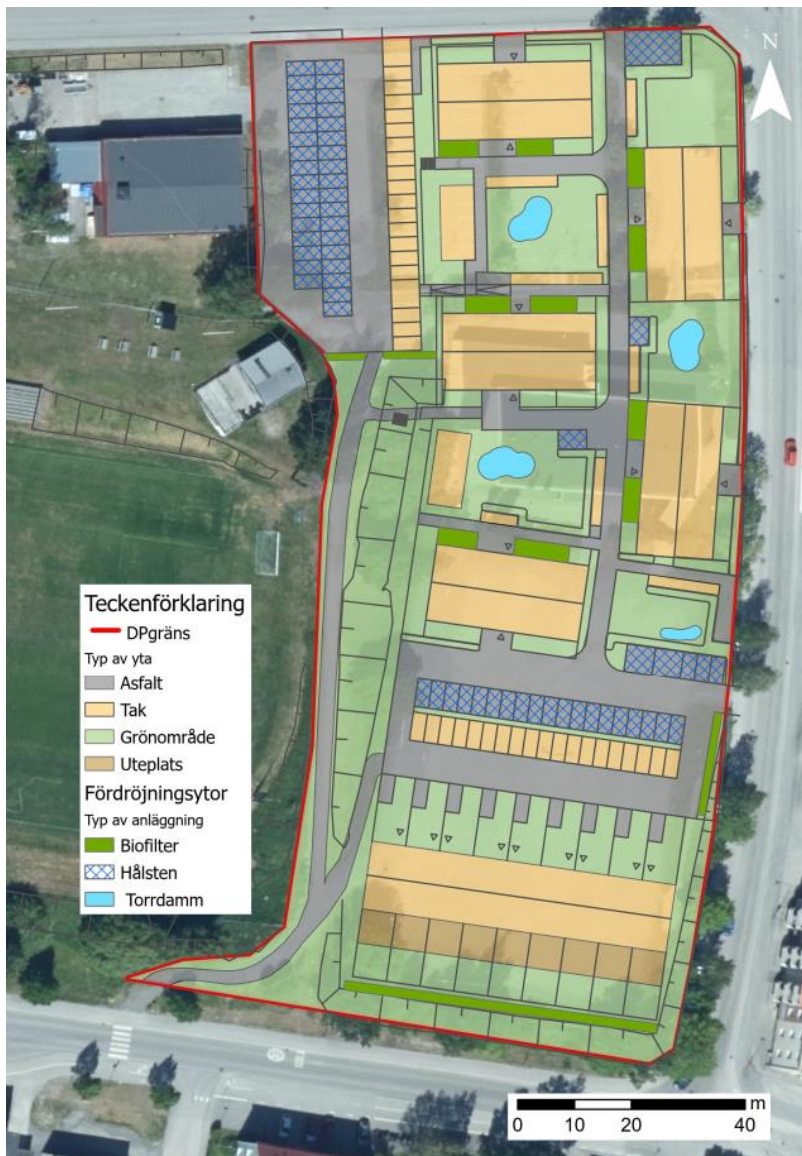 N
Teckenförklaring
DPgräns
Typ av yta
Asfalt
Tak
Grönområde
Uteplats
Fördröjningsytor
Typ av anläggning
Biofilter
Hålsten
Torrdamm
m
0 10 20 40